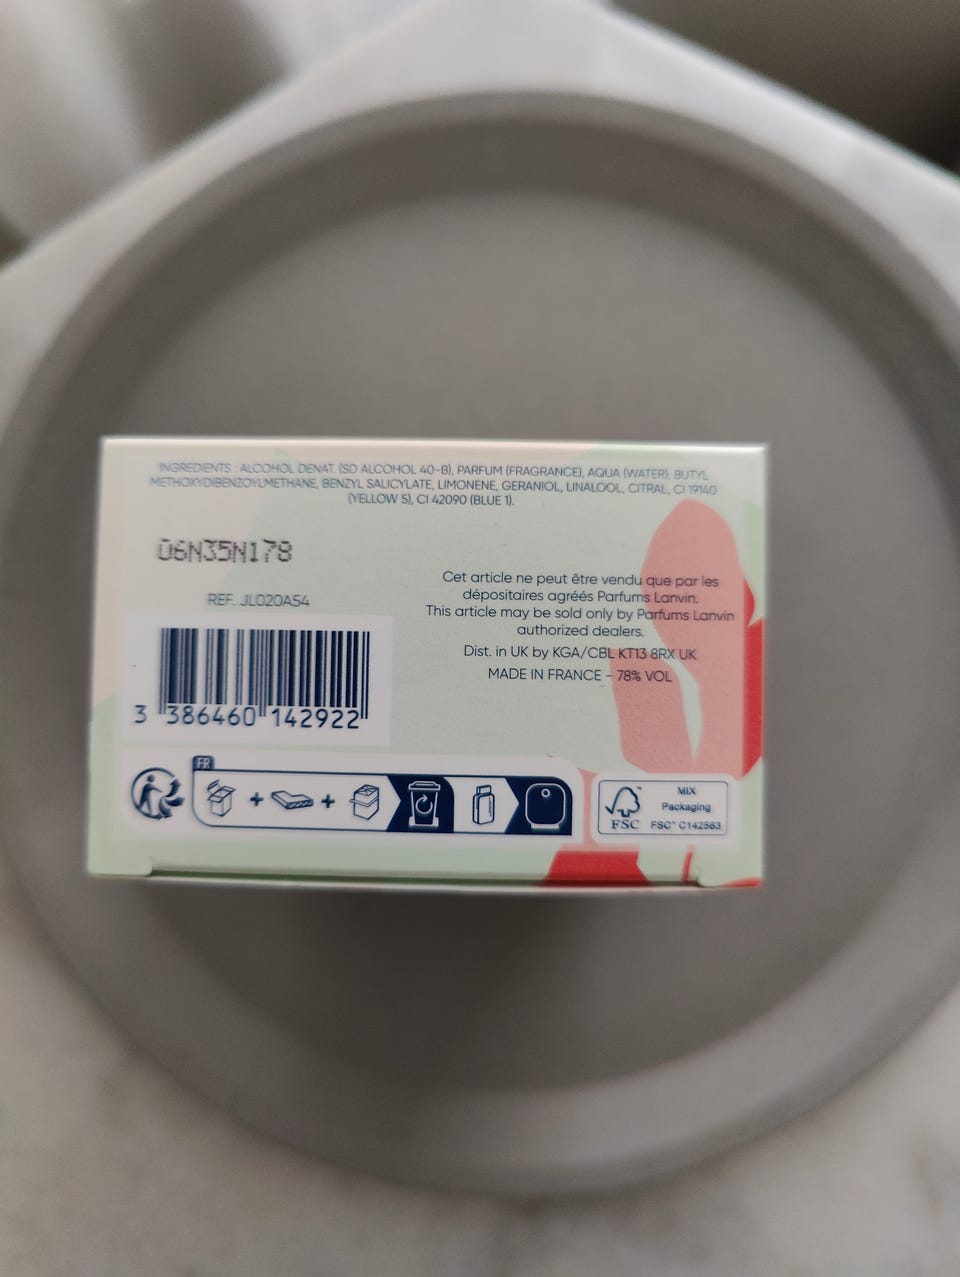 INGREDIENTS : ALCOHOL DENAT. (SD ALCOHOL 40-B), PARFUM (FRAGRANCE), AQUA (WATER), BUTYL
METHOXYDIBENZOYLMETHANE, BENZYL SALICYLATE, LIMONENE, GERANIOL, LINALOOL, CITRAL, CI 19140
(YELLOW 5), CI 42090 (BLUE 1).
06N35N178
REF. JL020A54
3 386460 142922
Cet article ne peut être vendu que par les
dépositaires agréés Parfums Lanvin.
This article may be sold only by Parfums Lanvin
authorized dealers.
Dist. in UK by KGA/CBL KT13 8RX UK
MADE IN FRANCE – 78% VOL
FR
+ +
FSC
MIX
Packaging
FSC™ C142563